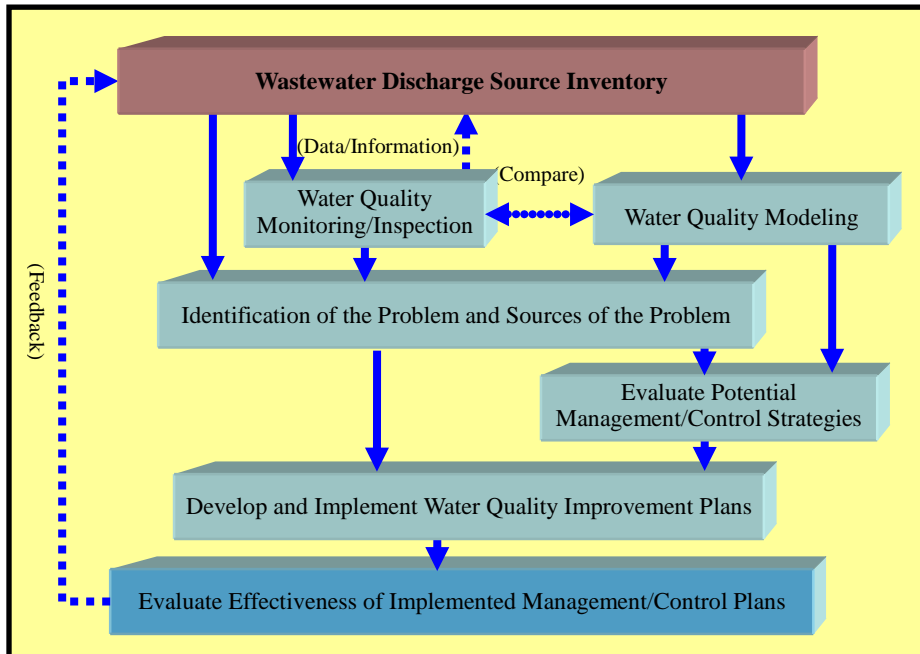 Wastewater Discharge Source Inventory
(Data/Information)
(Compare)
Water Quality
Monitoring/Inspection
Water Quality Modeling
(Feedback)
Identification of the Problem and Sources of the Problem
Evaluate Potential
Management/Control Strategies
Develop and Implement Water Quality Improvement Plans
Evaluate Effectiveness of Implemented Management/Control Plans